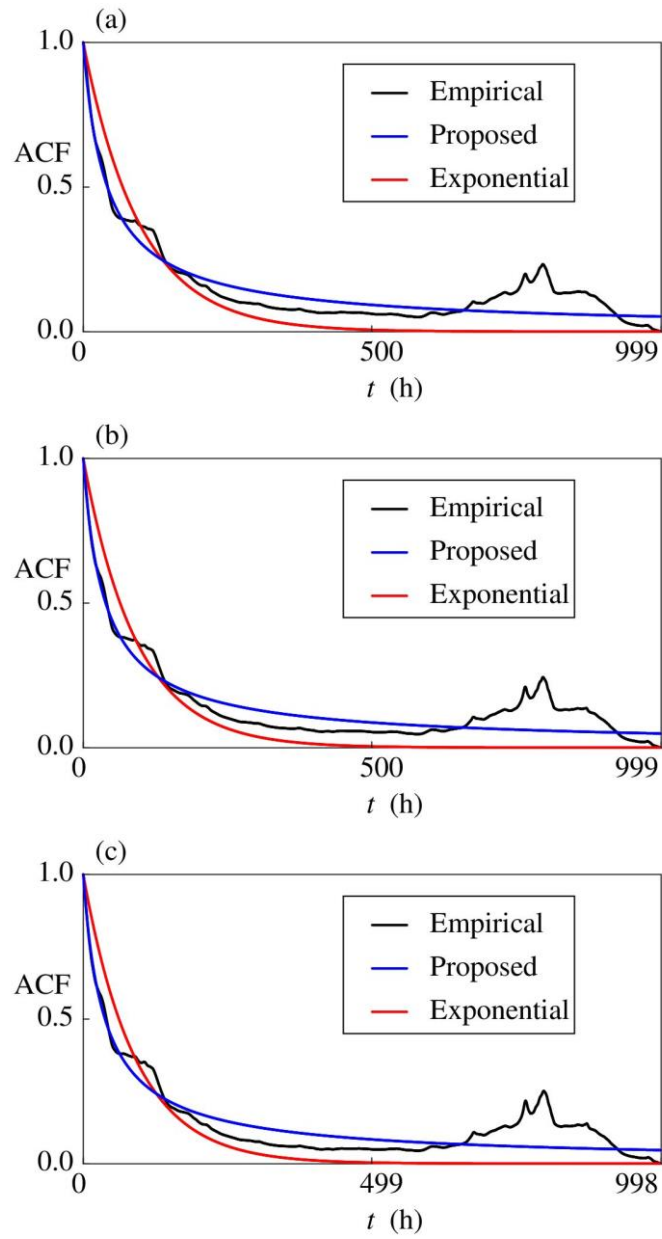 (a)
1.0
ACF
0.5
0.0
0
500
999
t (h)
Empirical
Proposed
Exponential
(b)
1.0
ACF
0.5
0.0
0
500
999
t (h)
Empirical
Proposed
Exponential
(c)
1.0
ACF
0.5
0.0
0
499
998
t (h)
Empirical
Proposed
Exponential